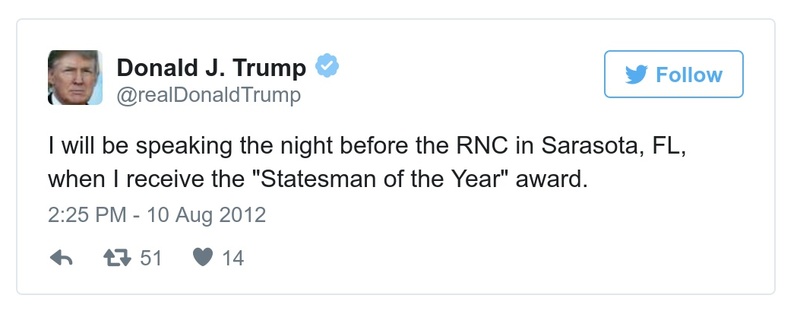 Donald J. Trump
@realDonaldTrump
Follow
I will be speaking the night before the RNC in Sarasota, FL,
when I receive the "Statesman of the Year" award.
2:25 PM - 10 Aug 2012
51 14